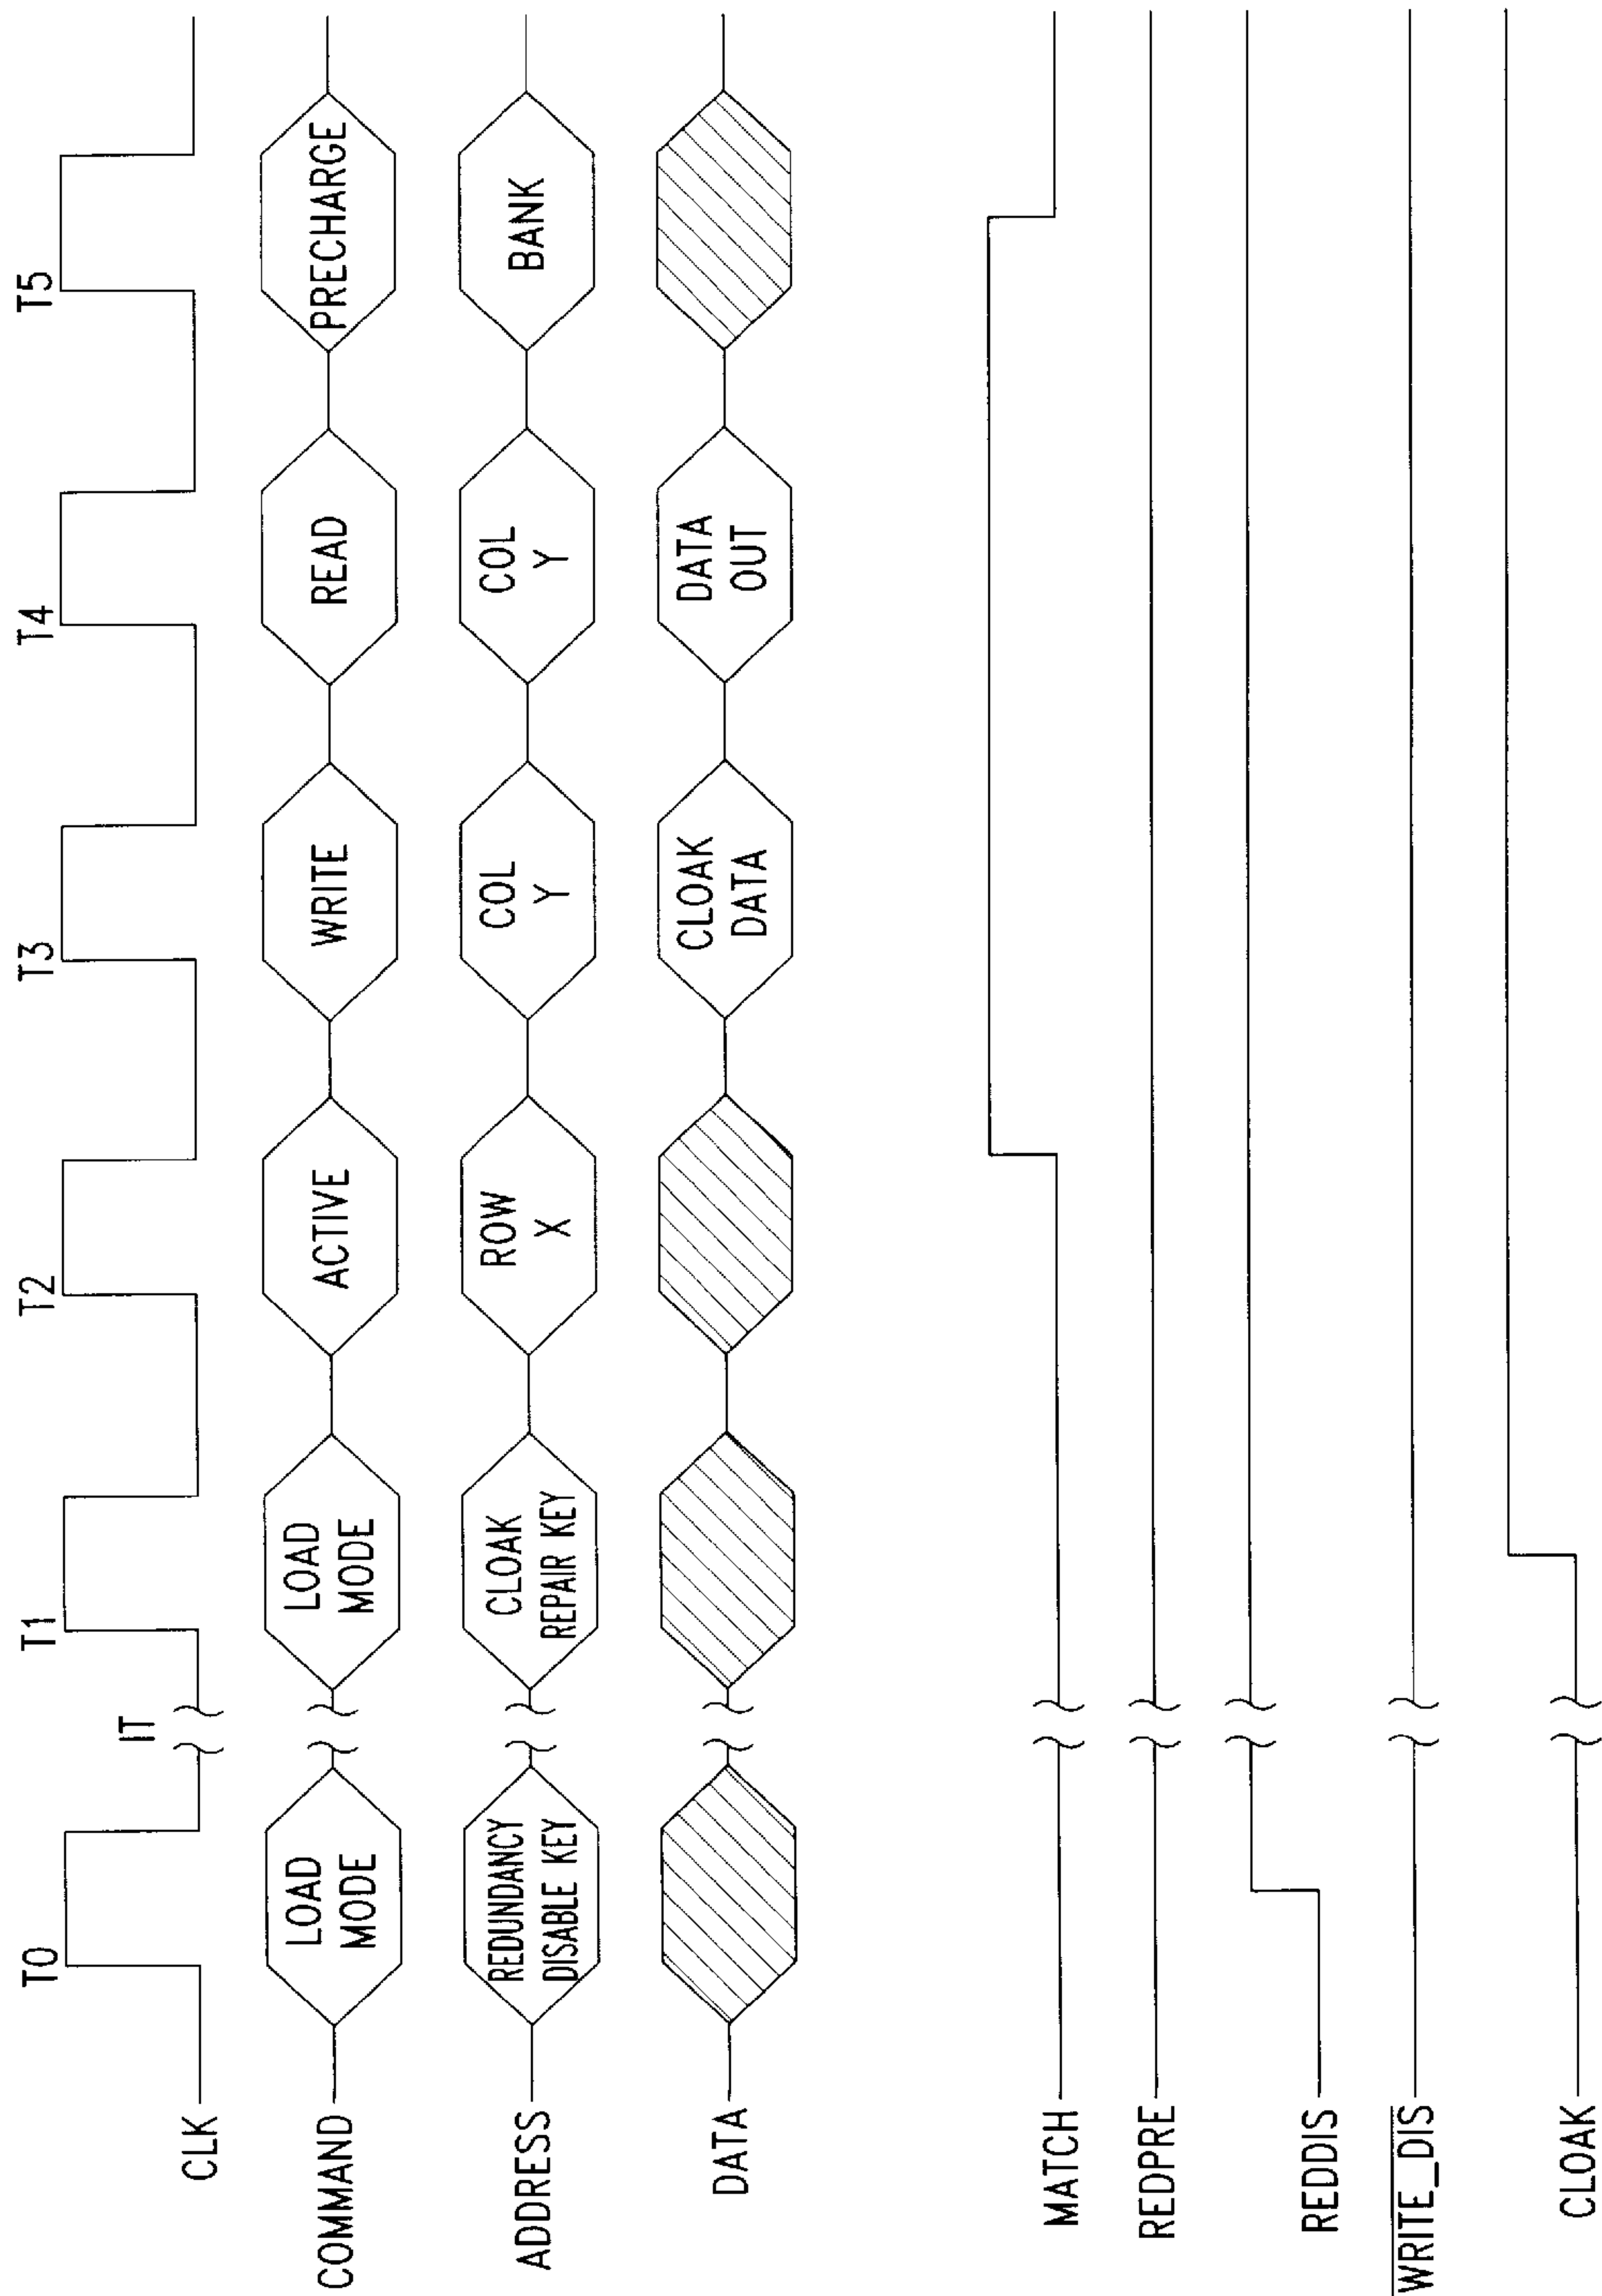 T0
IT
T1
T2
T3
T4
T5
CLK
COMMAND
LOAD
MODE
LOAD
MODE
ACTIVE
WRITE
READ
PRECHARGE
ADDRESS
REDUNDANCY
DISABLE KEY
CLOAK
REPAIR KEY
ROW
X
COL
Y
COL
Y
BANK
DATA
CLOAK
DATA
DATA
OUT
MATCH
REDPRE
REDDIS
WRITE_DIS
CLOAK